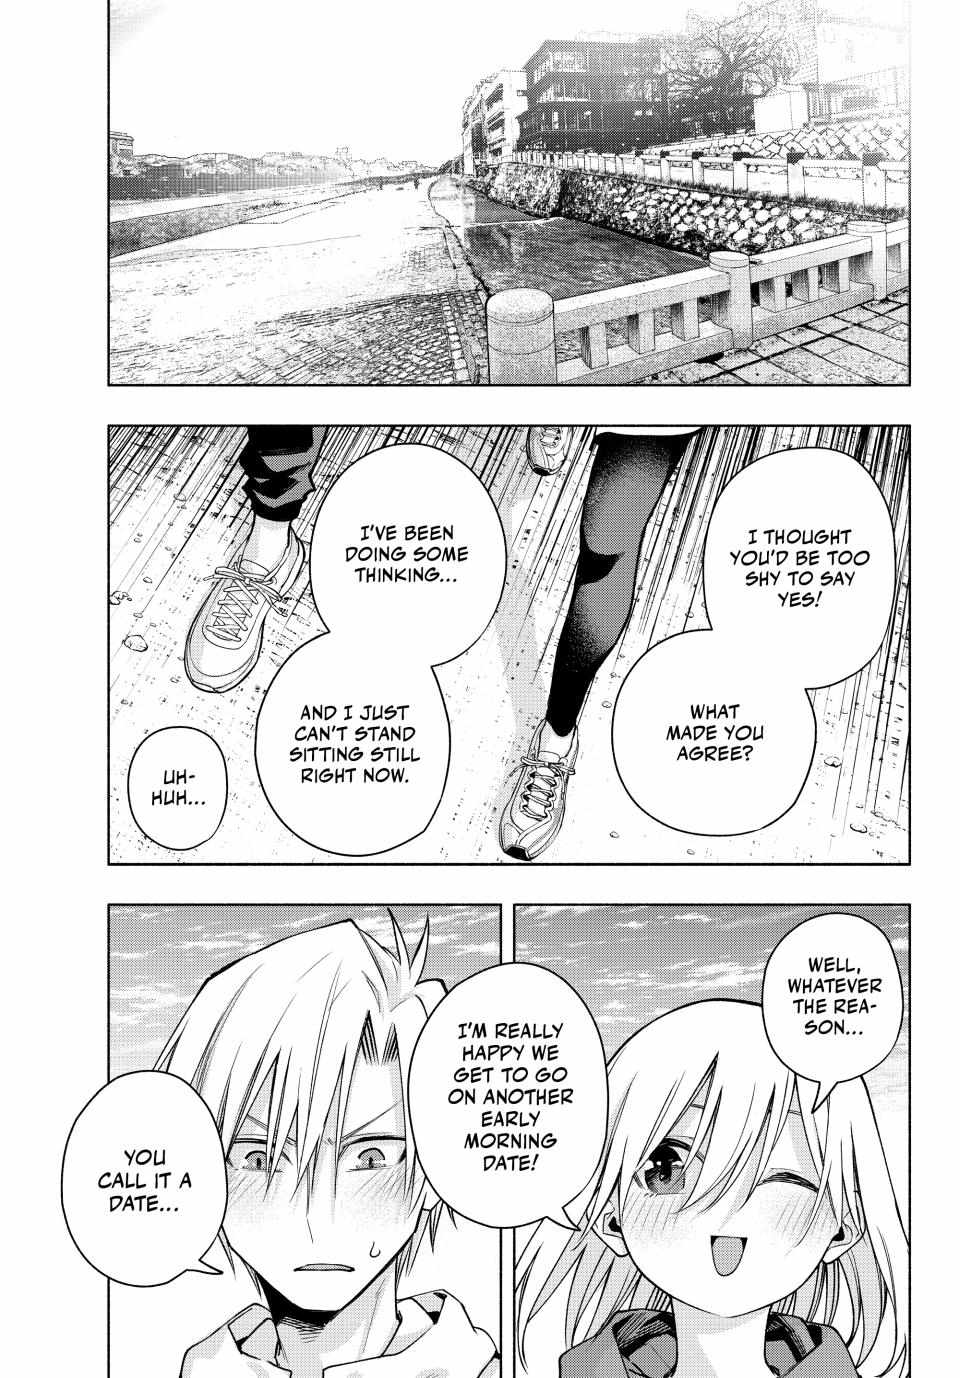 I THOUGHT
YOU'D BE TOO
SHY TO SAY
YES!
WHAT
MADE YOU
AGREE?
I'VE BEEN
DOING SOME
THINKING...
AND I JUST
CAN'T STAND
SITTING STILL
RIGHT NOW.
UH-
HUH...
WELL,
WHATEVER
THE REA-
SON...
I'M REALLY
HAPPY WE
GET TO GO
ON ANOTHER
EARLY
MORNING
DATE!
YOU
CALL IT A
DATE...